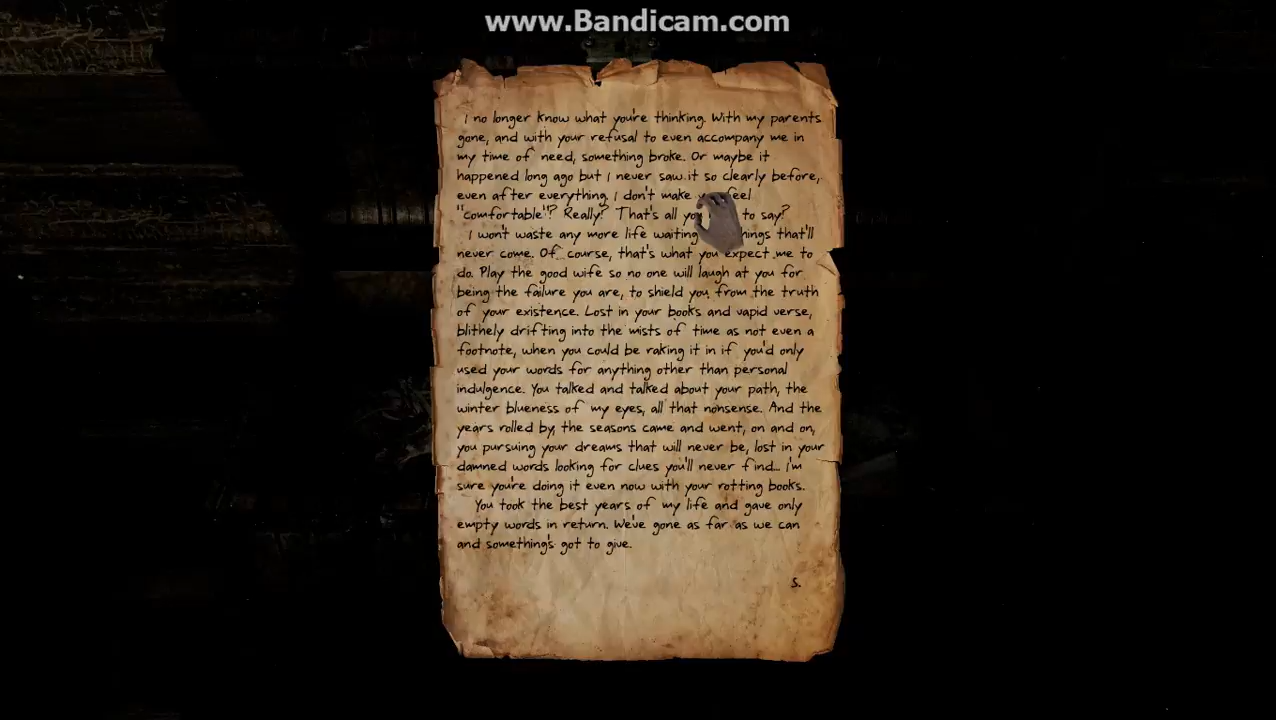 www.Bandicam.com
I no longer know what you're thinking. With my parents
gone, and with your refusal to even accompany me in
my time of need, something broke. Or maybe it
happened long ago but I never saw it so clearly before,
even after everything. I don't make feel
"comfortable"? Really? That's all to say?
I won't waste any more life waiting that'll
never come. Of course, that's what you expect me to
do. Play the good wife so no one will laugh at you for
being the failure you are, to shield you from the truth
of your existence. Lost in your books and vapid verse,
blithely drifting into the mists of time as not even a
footnote, when you could be raking it in if you'd only
used your words for anything other than personal
indulgence. You talked and talked about your path, the
winter blueness of my eyes, all that nonsense. And the
years rolled by, the seasons came and went, on and on,
you pursuing your dreams that will never be, lost in your
damned words looking for clues you'll never find... I'm
sure you're doing it even now with your rotting books.
You took the best years of my life and gave only
empty words in return. We've gone as far as we can
and something's got to give.
S.